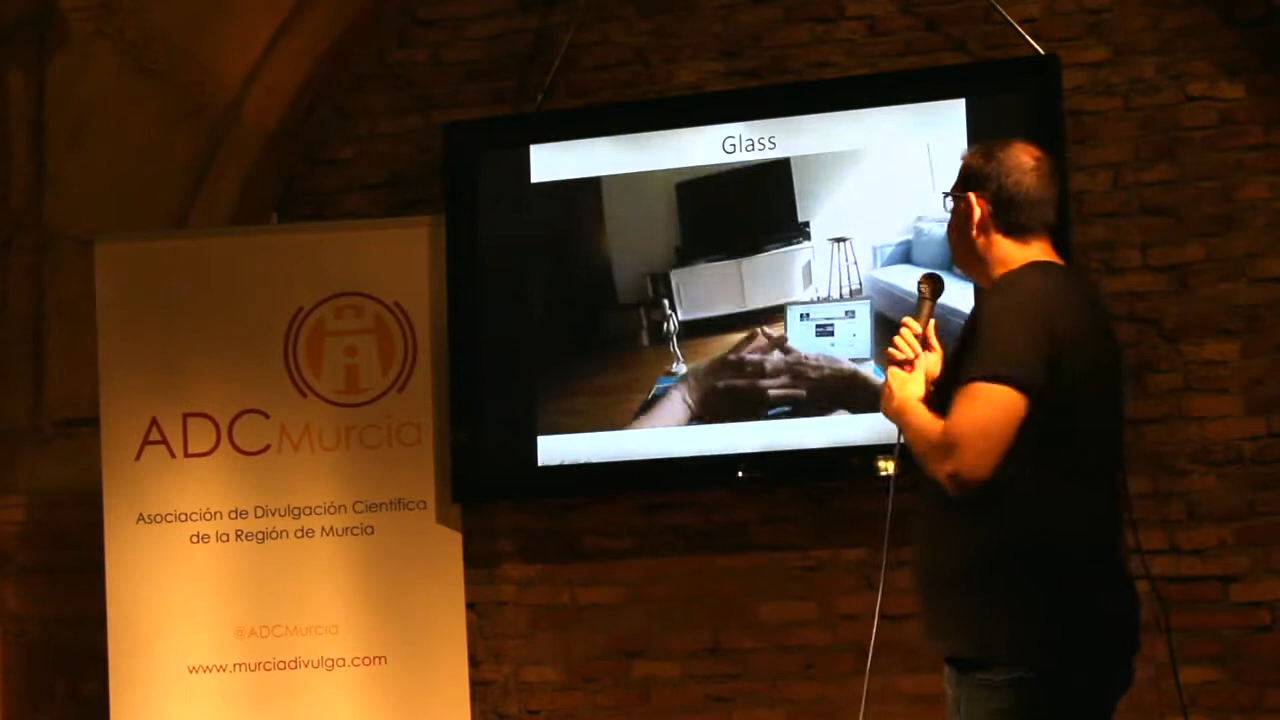 Glass
ADCMurcia
Asociación de Divulgación Científica
de la Región de Murcia
@ADCMurcia
www.murciadivulga.com